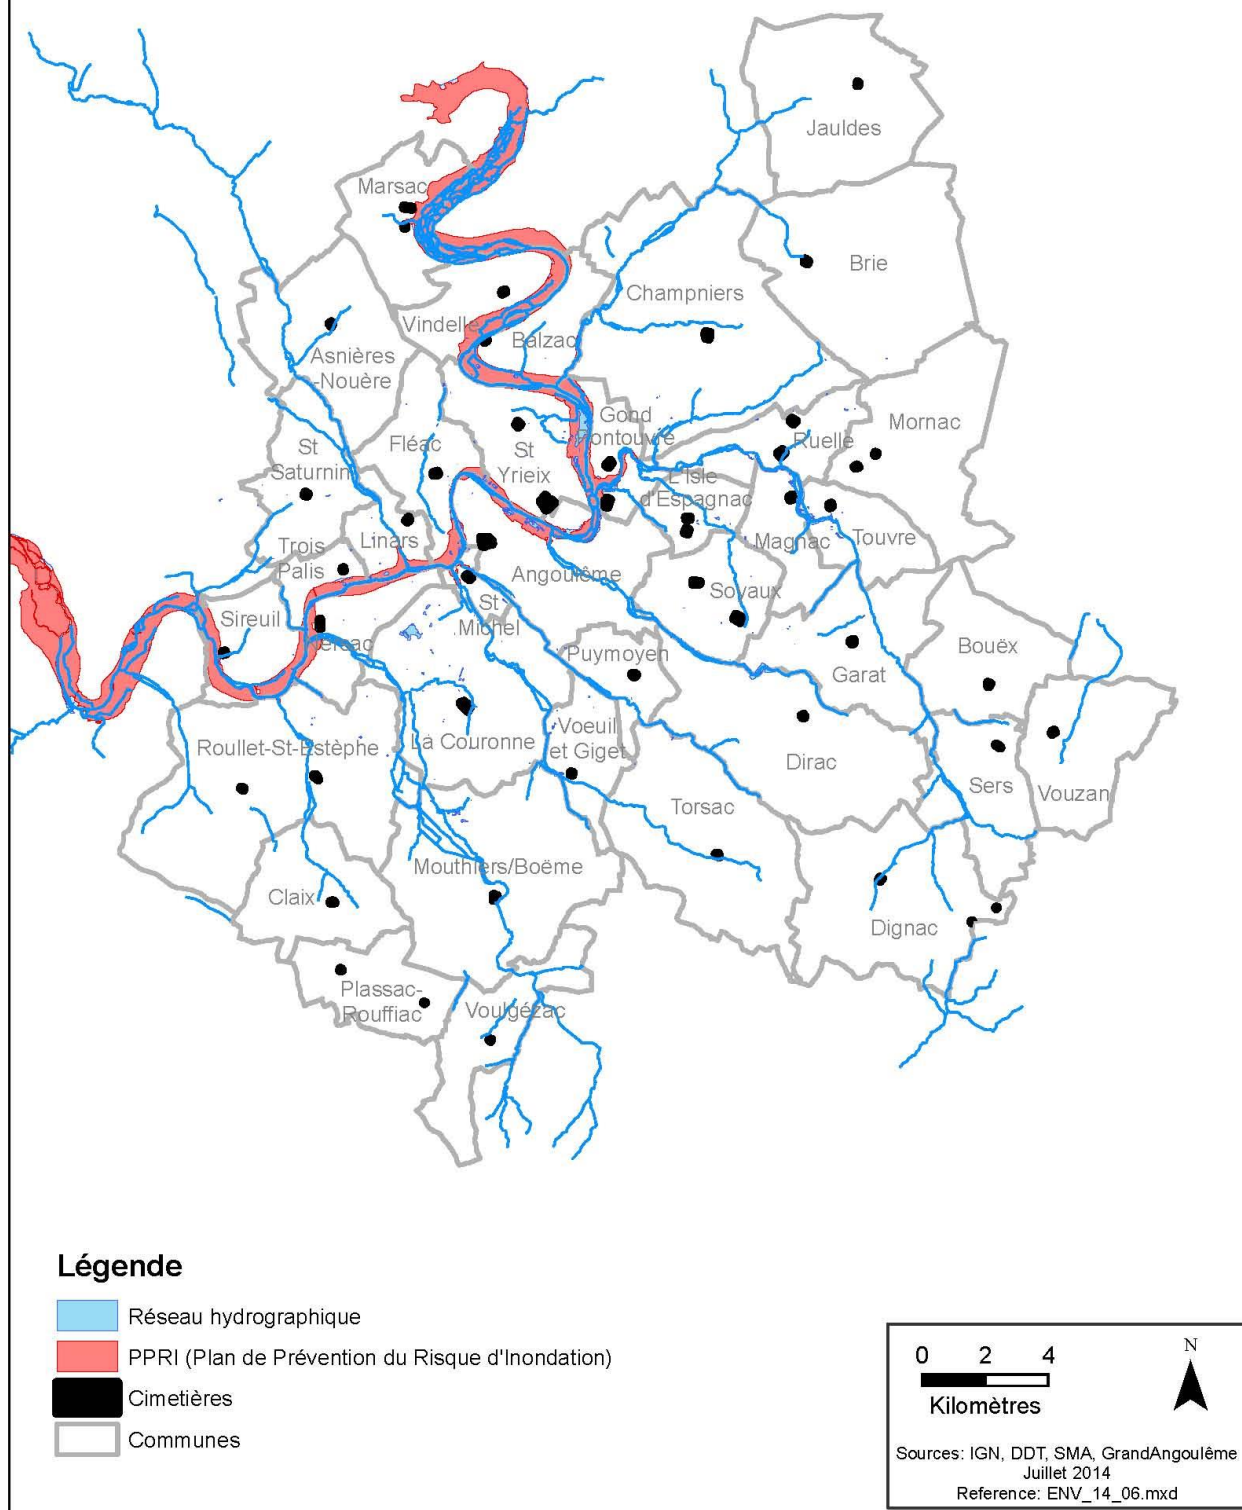 Jauldes
Marsac
Brie
Champniers
Vindelle
Balzac
Asnières
-Nouère
Gond
Pontouvre
Mornac
Ruelle
Fléac
St
Saturnin
St
Yrieix
L'Isle
d'Espagnac
Linars
Trois
Palis
Magnac
Touvre
Angoulême
Soyaux
Sireuil
St
Michel
Puymoyen
Garat
Bouëx
Roullet-St-Estèphe
La Couronne
Voeuil
et Giget
Dirac
Sers
Vouzan
Torsac
Mouthiers/Boëme
Claix
Dignac
Plassac-
Rouffiac
Voulgézac
Légende
Réseau hydrographique
PPRI (Plan de Prévention du Risque d'Inondation)
Cimetières
Communes
0 2 4
Kilomètres
N
Sources: IGN, DDT, SMA, GrandAngoulême
Juillet 2014
Reference: ENV_14_06.mxd